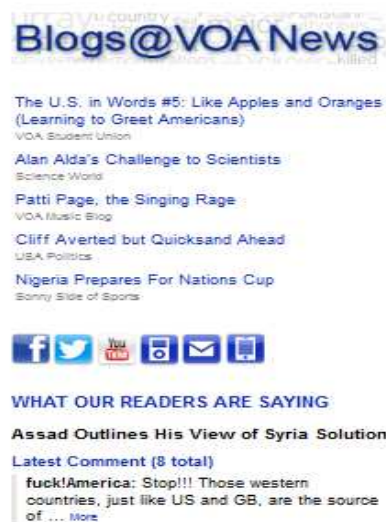 Blogs@VOA News
The U.S. in Words #5: Like Apples and Oranges
(Learning to Greet Americans)
VOA Student Union
Alan Alda's Challenge to Scientists
Science World
Patti Page, the Singing Rage
VOA Music Blog
Cliff Averted but Quicksand Ahead
USA Politics
Nigeria Prepares For Nations Cup
Sonny Side of Sports
You
Tube
WHAT OUR READERS ARE SAYING
Assad Outlines His View of Syria Solution
Latest Comment (8 total)
fuck!America: Stop!!! Those western
countries, just like US and GB, are the source
of ... More